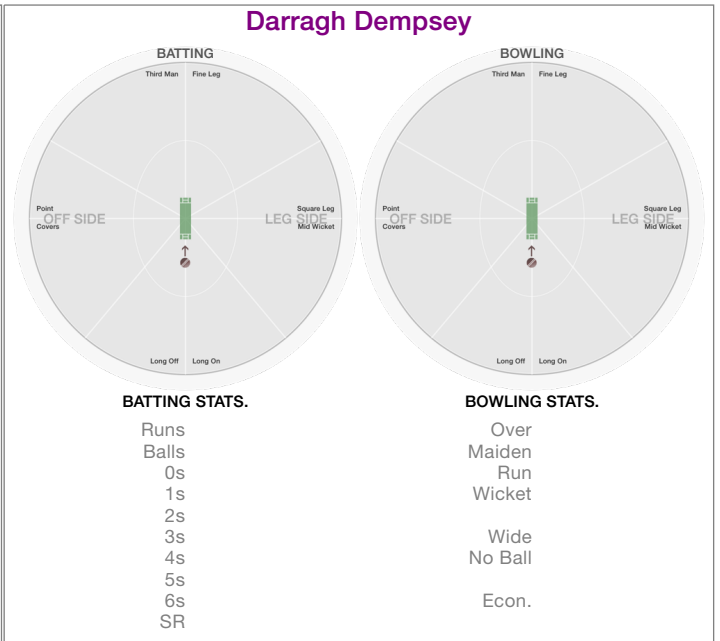 Darragh Dempsey
BATTING
Third Man Fine Leg
Point
OFF SIDE
Covers
Square Leg
LEG SIDE
Mid Wicket
Long Off Long On
BATTING STATS.
Runs
Balls
0s
1s
2s
3s
4s
5s
6s
SR
BOWLING
Third Man Fine Leg
Point
OFF SIDE
Covers
Square Leg
LEG SIDE
Mid Wicket
Long Off Long On
BOWLING STATS.
Over
Maiden
Run
Wicket
Wide
No Ball
Econ.